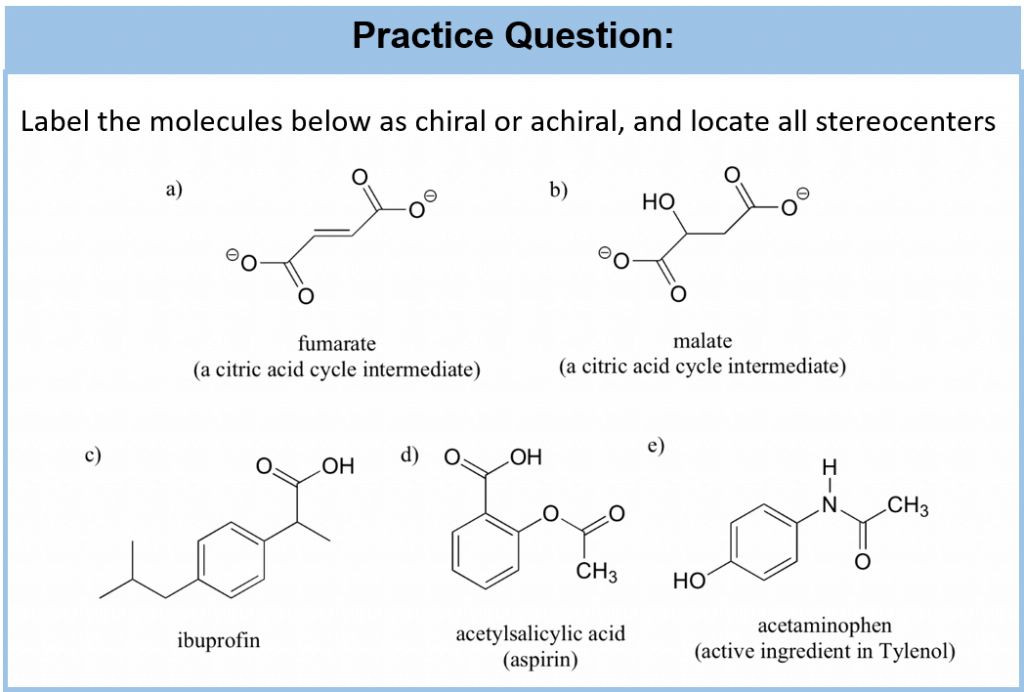 Practice Question:
Label the molecules below as chiral or achiral, and locate all stereocenters
a)
O
⊖
O
⊖
O
O
fumarate
(a citric acid cycle intermediate)
b)
HO
O
⊖
O
⊖
O
O
malate
(a citric acid cycle intermediate)
c)
O
OH
ibuprofin
d)
O
OH
O
O
CH3
acetylsalicylic acid
(aspirin)
e)
H
N
CH3
O
HO
acetaminophen
(active ingredient in Tylenol)